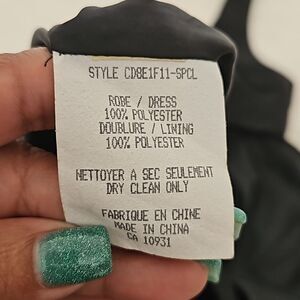 STYLE CD8E1F11-SPCL
ROBE / DRESS
100% POLYESTER
DOUBLURE / LINING
100% POLYESTER
NETTOYER A SEC SEULEMENT
DRY CLEAN ONLY
FABRIQUE EN CHINE
MADE IN CHINA
CA 10931